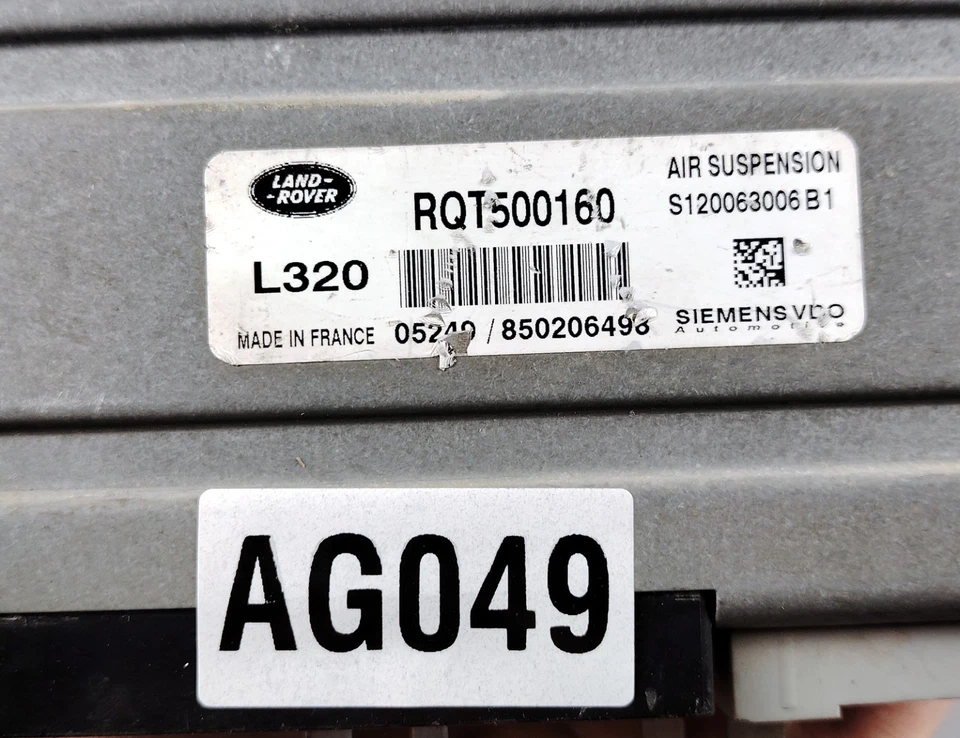 LAND-
-ROVER
RQT500160
AIR SUSPENSION
S120063006 B1
L320
MADE IN FRANCE
05249 / 850206498
SIEMENS VDO
Automotive
AG049